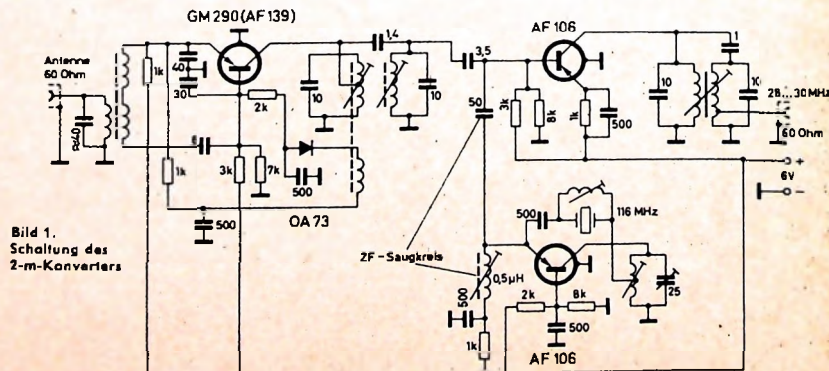 GM 290 (AF 139)
AF 106
Antenne
60 Ohm
1k
40
30
2k
10
1,4
10
3,5
50
3k
8k
1k
500
10
1
10
28...30 MHz
60 Ohm
6V
+
-
1k
3k
7k
500
OA 73
500
Bild 1.
Schaltung des
2-m-Konverters
2F-Saugkreis
500
116 MHz
0,5µH
500
2k
8k
25
500
1k
AF 106